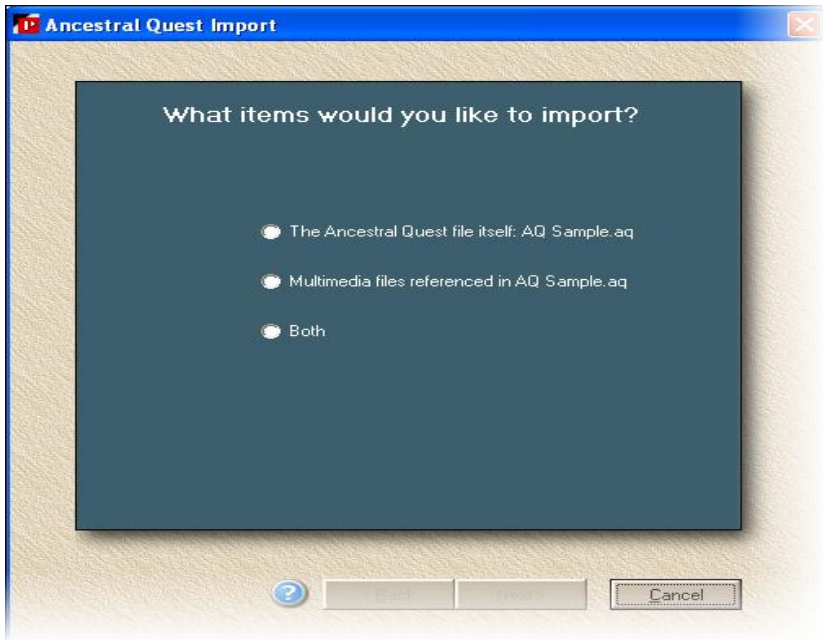 Ancestral Quest Import
What items would you like to import?
The Ancestral Quest file itself: AQ Sample.aq
Multimedia files referenced in AQ Sample.aq
Both
Cancel